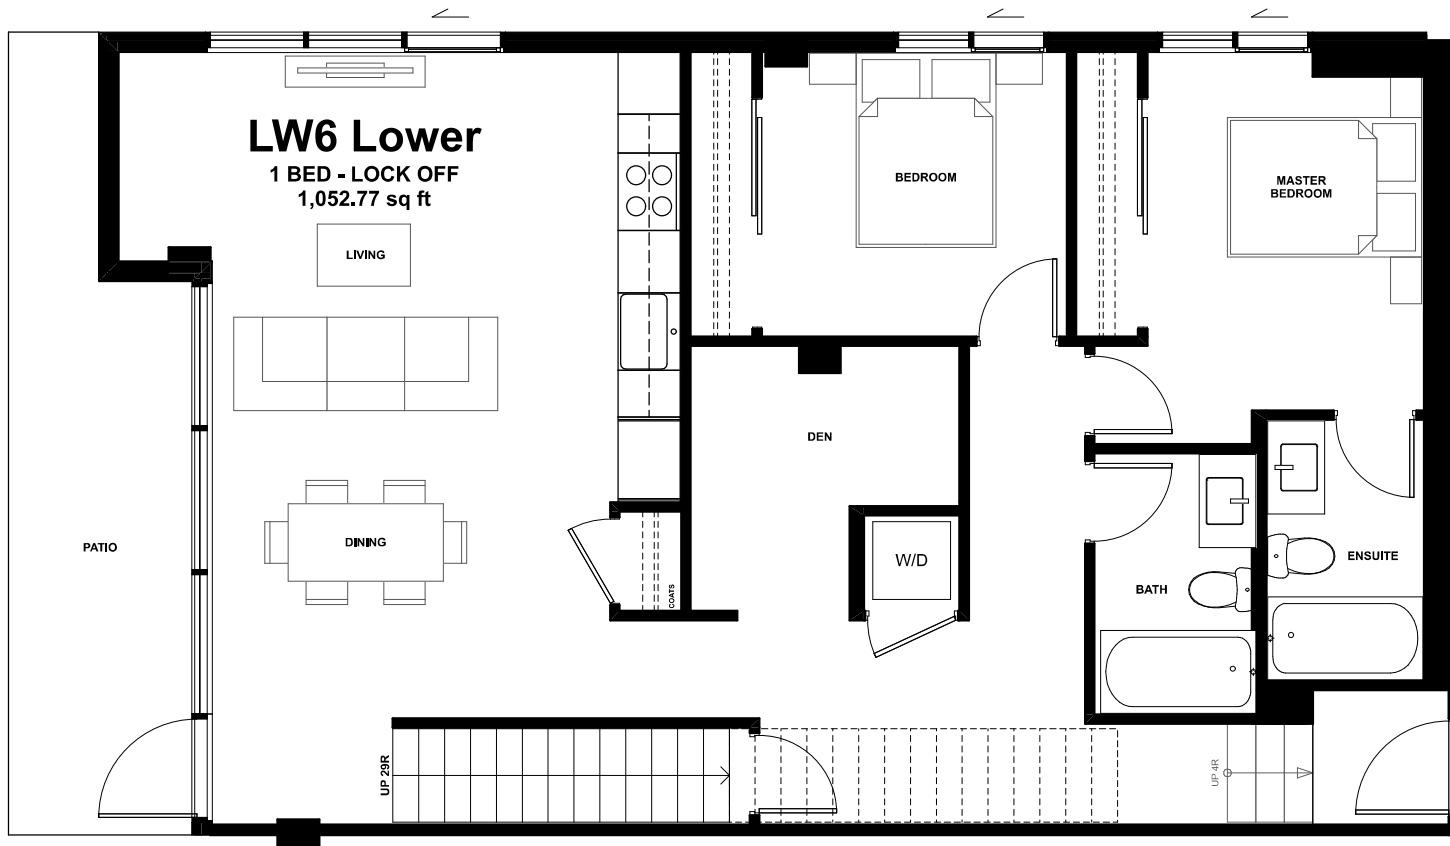 LW6 Lower
1 BED - LOCK OFF
1,052.77 sq ft
LIVING
BEDROOM
MASTER
BEDROOM
DEN
PATIO
DINING
COATS
W/D
BATH
ENSUITE
UP 29R
UP 4R